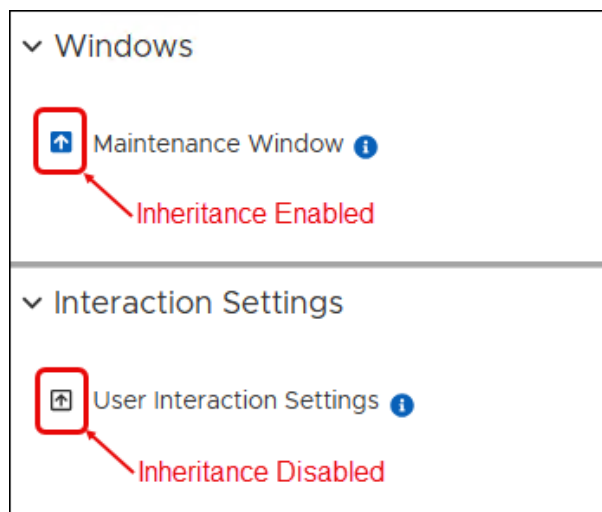 Windows
Maintenance Window
Inheritance Enabled
Interaction Settings
User Interaction Settings
Inheritance Disabled